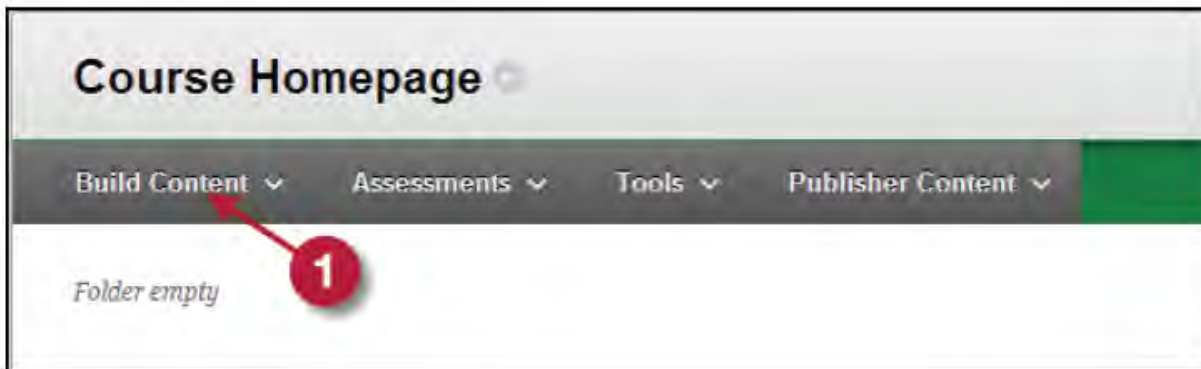 Course Homepage
Build Content Assessments Tools Publisher Content
1
Folder empty